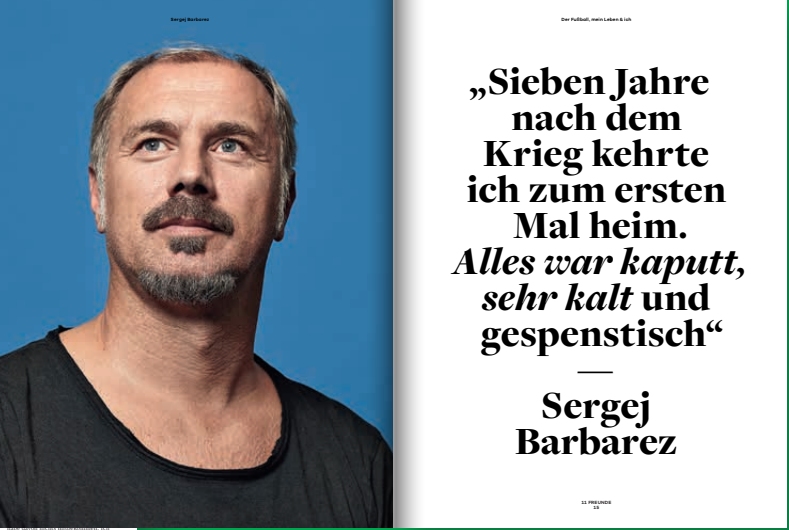 Sergej Barbarez
Der Fußball, mein Leben & ich
„Sieben Jahre
nach dem
Krieg kehrte
ich zum ersten
Mal heim.
Alles war kaputt,
sehr kalt und
gespenstisch“
Sergej
Barbarez
11 FREUNDE
15